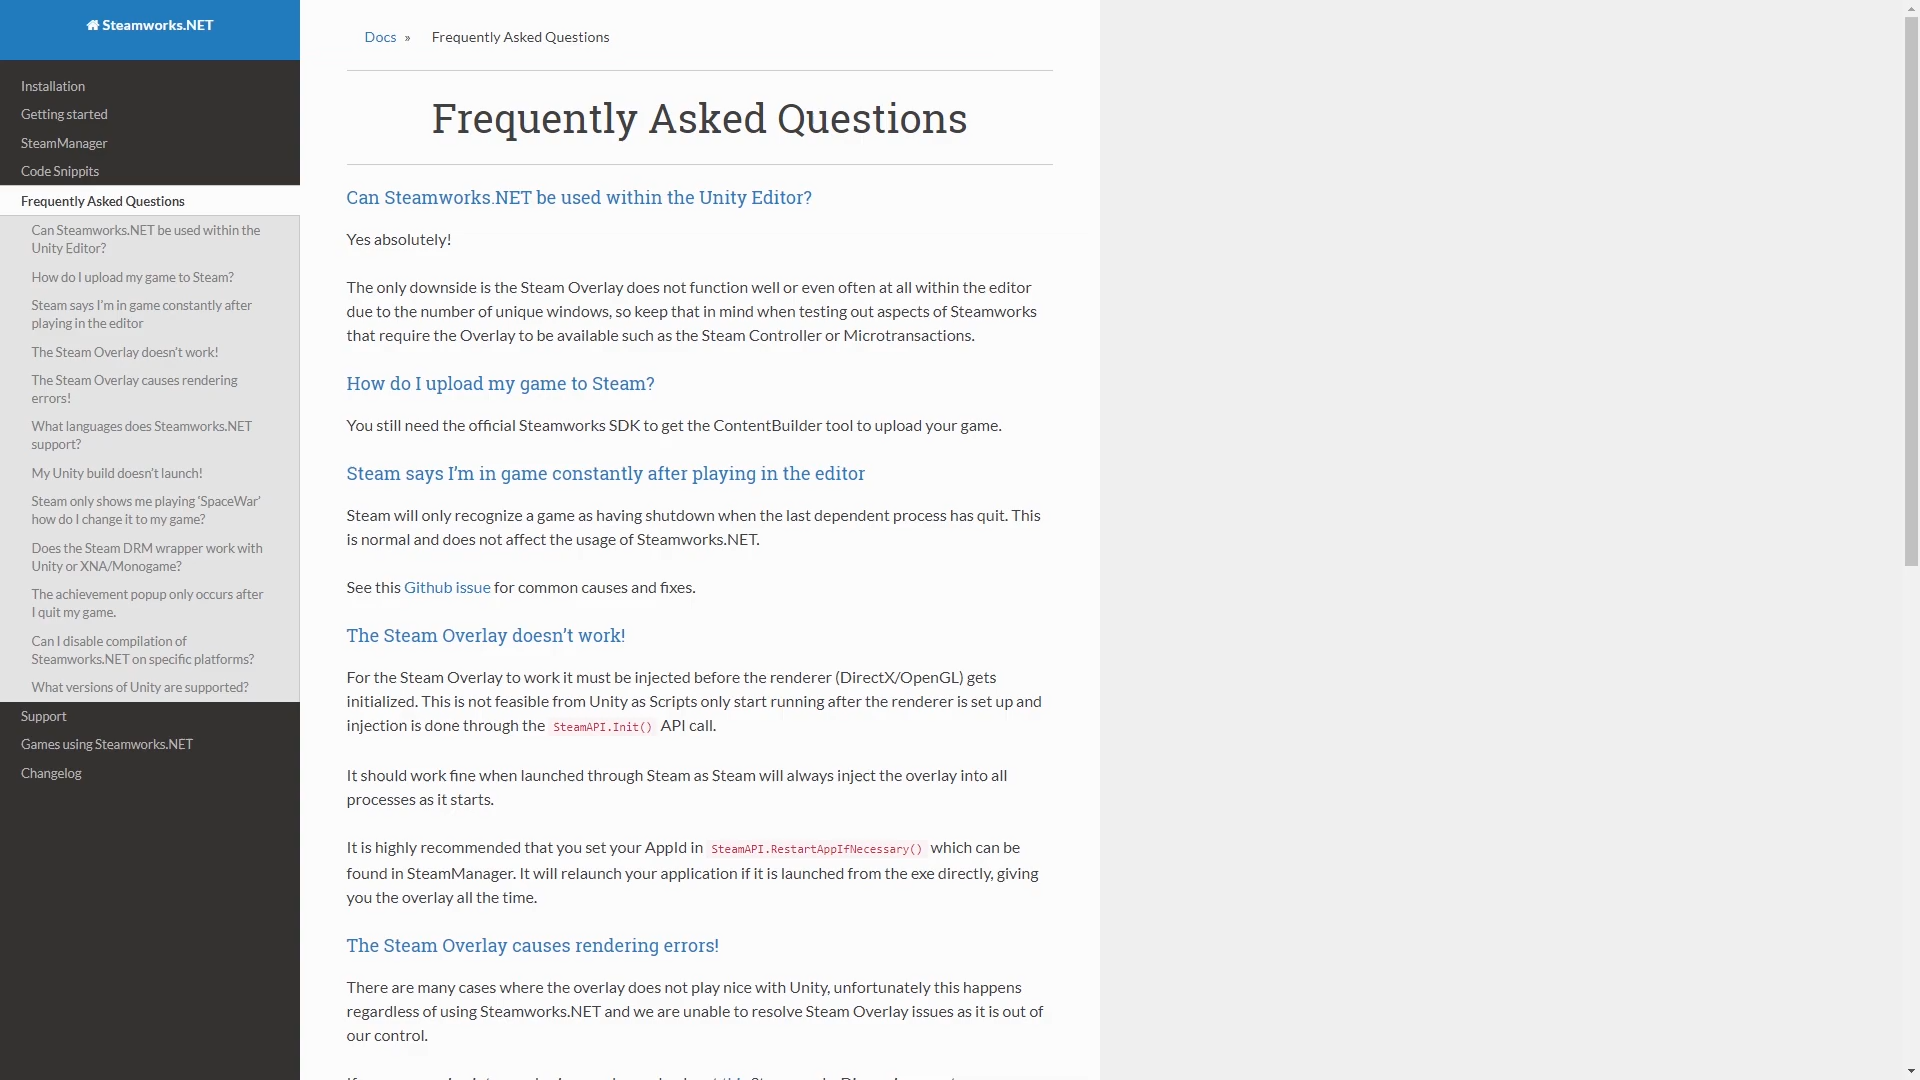 Steamworks.NET
Installation
Getting started
SteamManager
Code Snippits
Frequently Asked Questions
Can Steamworks.NET be used within the
Unity Editor?
How do I upload my game to Steam?
Steam says I’m in game constantly after
playing in the editor
The Steam Overlay doesn’t work!
The Steam Overlay causes rendering
errors!
What languages does Steamworks.NET
support?
My Unity build doesn’t launch!
Steam only shows me playing ‘SpaceWar’
how do I change it to my game?
Does the Steam DRM wrapper work with
Unity or XNA/Monogame?
The achievement popup only occurs after
I quit my game.
Can I disable compilation of
Steamworks.NET on specific platforms?
What versions of Unity are supported?
Support
Games using Steamworks.NET
Changelog
Docs » Frequently Asked Questions
Frequently Asked Questions
Can Steamworks.NET be used within the Unity Editor?
Yes absolutely!
The only downside is the Steam Overlay does not function well or even often at all within the editor
due to the number of unique windows, so keep that in mind when testing out aspects of Steamworks
that require the Overlay to be available such as the Steam Controller or Microtransactions.
How do I upload my game to Steam?
You still need the official Steamworks SDK to get the ContentBuilder tool to upload your game.
Steam says I’m in game constantly after playing in the editor
Steam will only recognize a game as having shutdown when the last dependent process has quit. This
is normal and does not affect the usage of Steamworks.NET.
See this Github issue for common causes and fixes.
The Steam Overlay doesn’t work!
For the Steam Overlay to work it must be injected before the renderer (DirectX/OpenGL) gets
initialized. This is not feasible from Unity as Scripts only start running after the renderer is set up and
injection is done through the SteamAPI.Init() API call.
It should work fine when launched through Steam as Steam will always inject the overlay into all
processes as it starts.
It is highly recommended that you set your AppId in SteamAPI.RestartAppIfNecessary() which can be
found in SteamManager. It will relaunch your application if it is launched from the exe directly, giving
you the overlay all the time.
The Steam Overlay causes rendering errors!
There are many cases where the overlay does not play nice with Unity, unfortunately this happens
regardless of using Steamworks.NET and we are unable to resolve Steam Overlay issues as it is out of
our control.